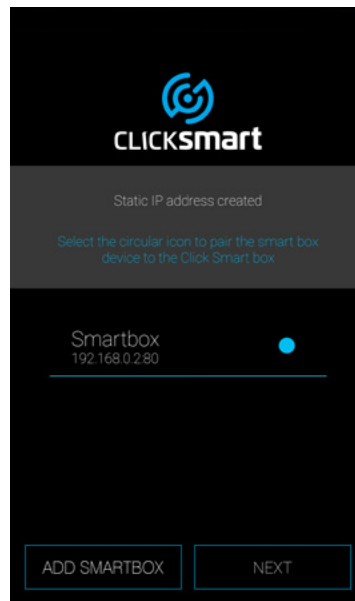 CLICKSmart
Static IP address created
Select the circular icon to pair the smart box
device to the Click Smart box
Smartbox
192.168.0.2:80
ADD SMARTBOX
NEXT